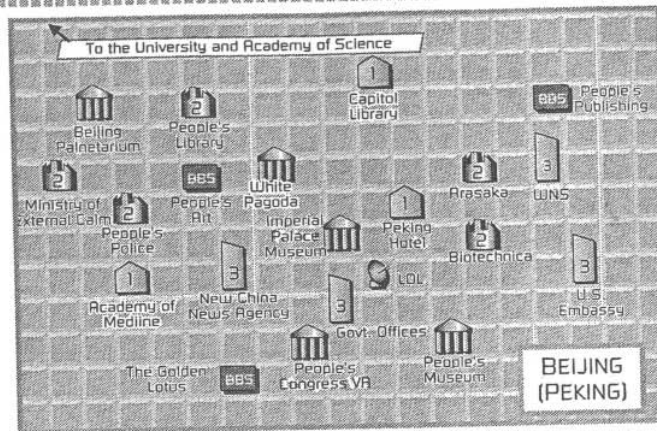 To the University and Academy of Science
1
Capitol
Library
BBS
People's
Publishing
Beijing
Palnetarium
2
People's
Library
2
Ministry of
External Calm
2
People's
Police
BBS
People's
Art
White
Pagoda
Imperial
Palace
Museum
1
Peking
Hotel
2
Arasaka
3
WNS
2
Biotechnica
3
U.S.
Embassy
1
Academy of
Mediine
3
New China
News Agency
LDL
3
Govt. Offices
The Golden
Lotus
BBS
People's
Congress VR
People's
Museum
BEIJING
(PEKING)